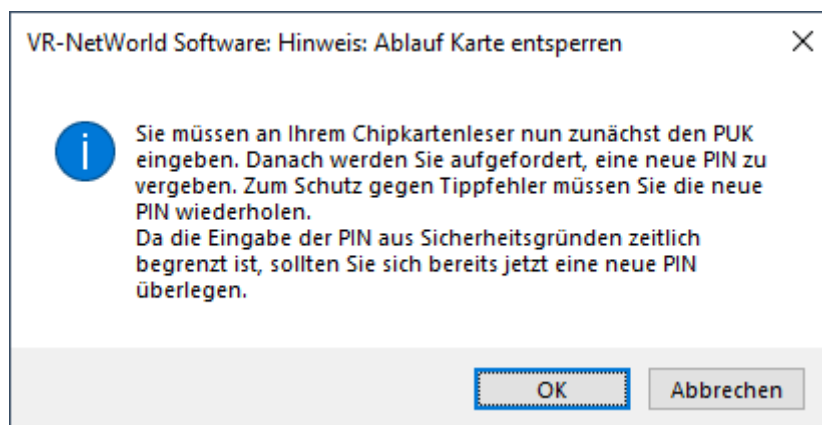 VR-NetWorld Software: Hinweis: Ablauf Karte entsperren
Sie müssen an Ihrem Chipkartenleser nun zunächst den PUK
eingeben. Danach werden Sie aufgefordert, eine neue PIN zu
vergeben. Zum Schutz gegen Tippfehler müssen Sie die neue
PIN wiederholen.
Da die Eingabe der PIN aus Sicherheitsgründen zeitlich
begrenzt ist, sollten Sie sich bereits jetzt eine neue PIN
überlegen.
OK
Abbrechen